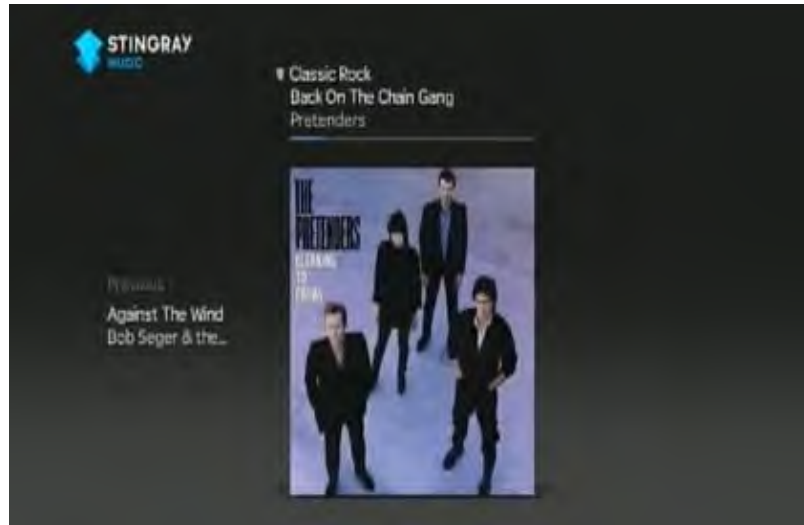 STINGRAY
MUSIC
Classic Rock
Back On The Chain Gang
Pretenders
THE
PRETENDERS
LEARNING
TO
CRAWL
Previous
Against The Wind
Bob Seger & the...